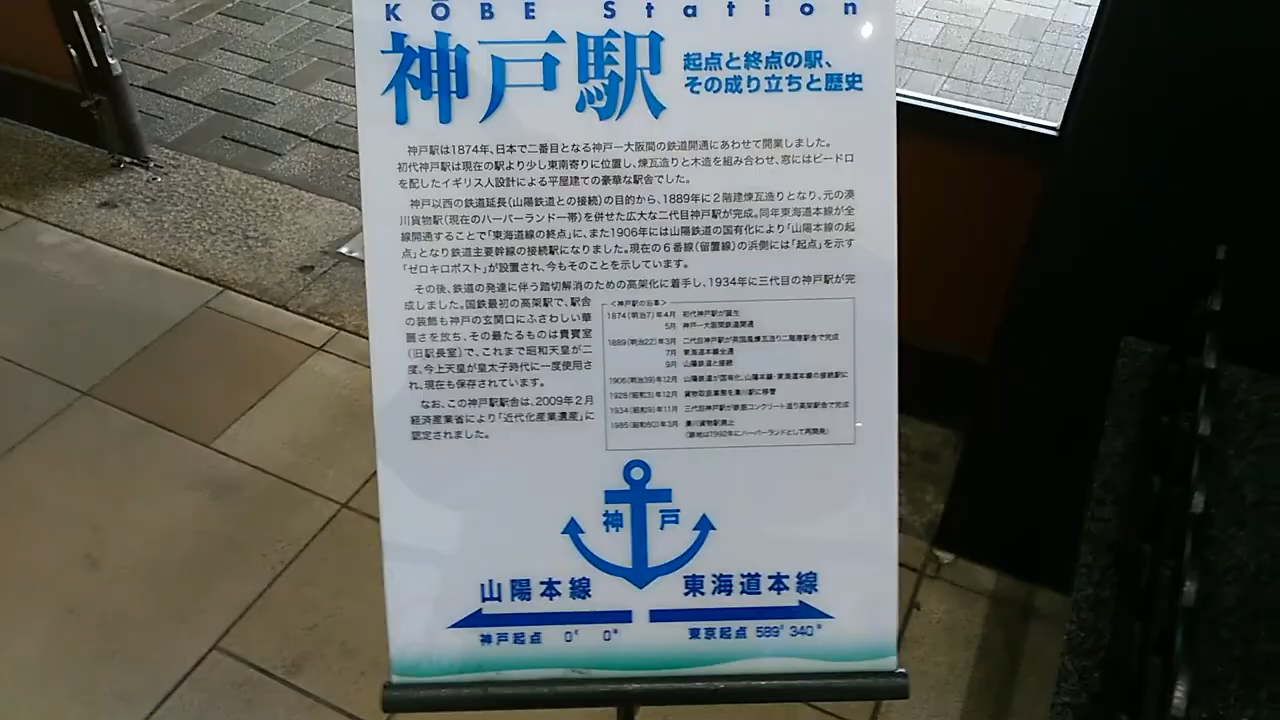 KOBE Station
神戸駅
起点と終点の駅、
その成り立ちと歴史
神戸駅は1874年、日本で二番目となる神戸ー大阪間の鉄道開通にあわせて開業しました。
初代神戸駅は現在の駅より少し東南寄りに位置し、煉瓦造りと木造を組み合わせ、窓にはビードロ
を配したイギリス人設計による平屋建ての豪華な駅舎でした。
神戸以西の鉄道延長(山陽鉄道との接続)の目的から、1889年に2階建煉瓦造りとなり、元の湊
川貨物駅(現在のハーバーランド一帯)を併せた広大な二代目神戸駅が完成。同年東海道本線が全
線開通することで「東海道線の終点」に、また1906年には山陽鉄道の国有化により「山陽本線の起
点」となり鉄道主要幹線の接続駅になりました。現在の6番線(留置線)の浜側には「起点」を示す
「ゼロキロポスト」が設置され、今もそのことを示しています。
その後、鉄道の発達に伴う踏切解消のための高架化に着手し、1934年に三代目の神戸駅が完
成しました。国鉄最初の高架駅で、駅舎
の装飾も神戸の玄関口にふさわしい華
麗さを放ち、その最たるものは貴賓室
(旧駅長室)で、これまで昭和天皇が二
度、今上天皇が皇太子時代に一度使用さ
れ、現在も保存されています。
なお、この神戸駅駅舎は、2009年2月
経済産業省により「近代化産業遺産」に
認定されました。
<神戸駅の沿革>
1874(明治7)年4月 初代神戸駅が誕生
5月 神戸ー大阪間鉄道開通
1889(明治22)年3月 二代目神戸駅が英国風煉瓦造り二階建駅舎で完成
7月 東海道本線全通
9月 山陽鉄道と接続
1906(明治39)年12月 山陽鉄道が国有化、山陽本線・東海道本線の接続駅に
1928(昭和3)年12月 貨物取扱業務を湊川駅に移管
1934(昭和9)年11月 三代目神戸駅が鉄筋コンクリート造り高架駅舎で完成
1985(昭和60)年3月 湊川貨物駅廃止
(跡地は1992年にハーバーランドとして再開発)
神 戸
山陽本線 東海道本線
神戸起点 0㎞ 0m 東京起点 589㎞ 340m